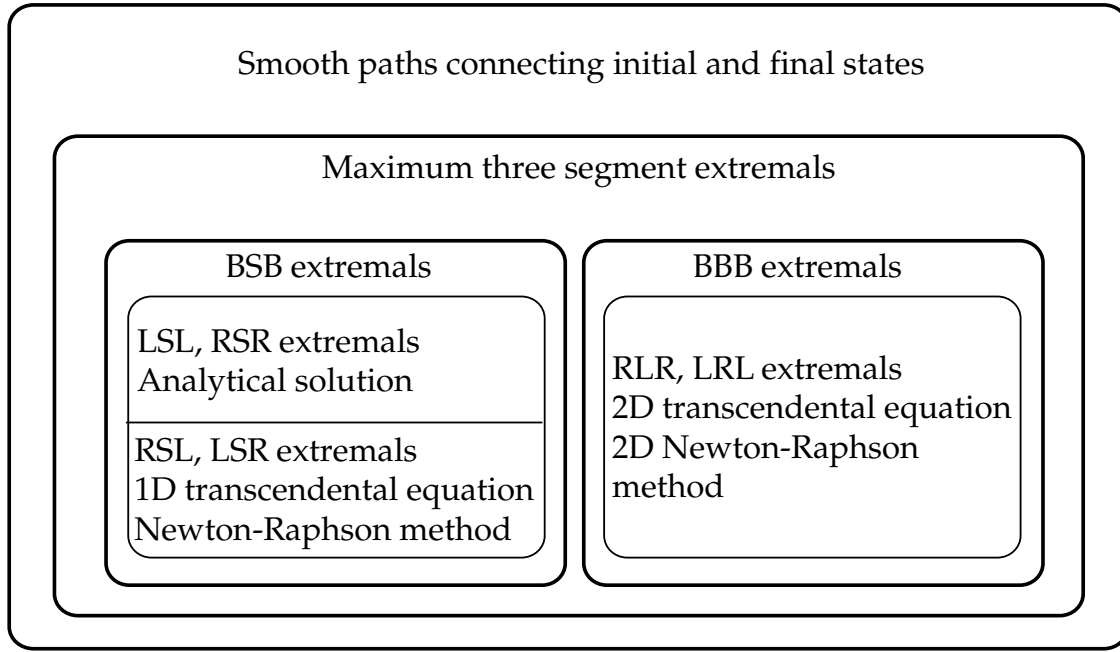 Smooth paths connecting initial and final states
Maximum three segment extremals
BSB extremals
LSL, RSR extremals
Analytical solution
RSL, LSR extremals
1D transcendental equation
Newton-Raphson method
BBB extremals
RLR, LRL extremals
2D transcendental equation
2D Newton-Raphson
method